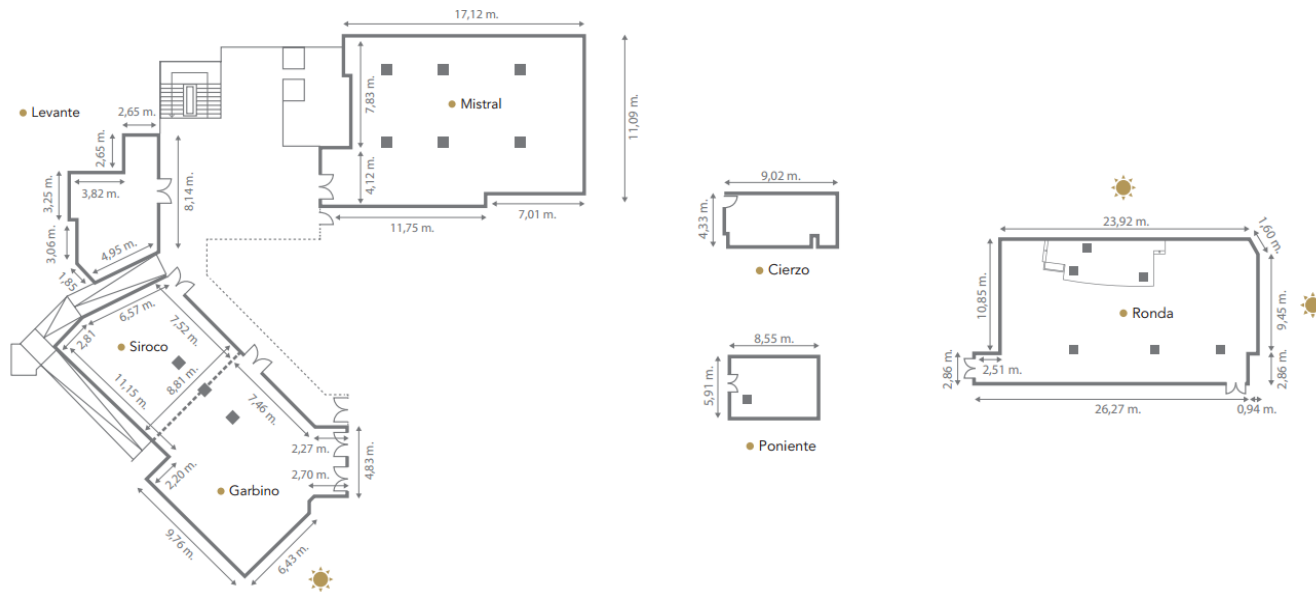 17,12 m.
7,83 m.
Mistral
11,09 m.
4,12 m.
11,75 m.
7,01 m.
Levante
2,65 m.
2,65 m.
3,25 m.
3,82 m.
8,14 m.
3,06 m.
4,95 m.
1,85
6,57 m.
2,81
Siroco
7,52 m.
11,15 m.
8,81 m.
7,46 m.
2,27 m.
2,70 m.
4,83 m.
2,20 m.
Garbino
9,76 m.
6,43 m.
9,02 m.
4,33 m.
Cierzo
8,55 m.
5,91 m.
Poniente
23,92 m.
1,60 m.
10,85 m.
Ronda
9,45 m.
2,86 m.
2,51 m.
2,86 m.
26,27 m.
0,94 m.